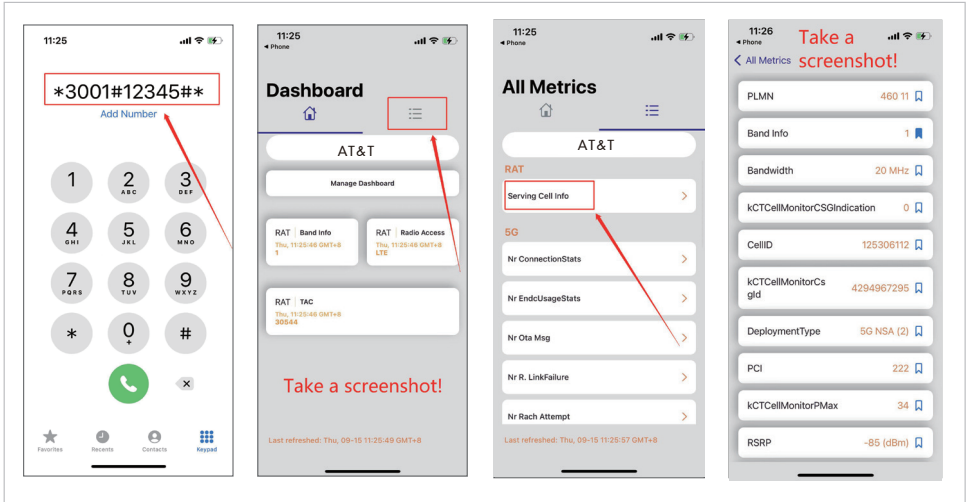 11:25
*3001#12345#*
Add Number
1
2
ABC
3
DEF
4
GHI
5
JKL
6
MNO
7
PQRS
8
TUV
9
WXYZ
*
0
+
#
Favorites
Recents
Contacts
Keypad
11:25
Phone
Dashboard
AT&T
Manage Dashboard
RAT | Band Info
Thu, 11:25:46 GMT+8
1
RAT | Radio Access
Thu, 11:25:46 GMT+8
LTE
RAT | TAC
Thu, 11:25:46 GMT+8
30544
Take a screenshot!
Last refreshed: Thu, 09-15 11:25:49 GMT+8
11:25
Phone
All Metrics
AT&T
RAT
Serving Cell Info
5G
Nr ConnectionStats
Nr EndcUsageStats
Nr Ota Msg
Nr R. LinkFailure
Nr Rach Attempt
Last refreshed: Thu, 09-15 11:25:57 GMT+8
11:26
Phone
All Metrics
Take a
screenshot!
PLMN 460 11
Band Info 1
Bandwidth 20 MHz
kCTCellMonitorCSGIndication 0
CellID 125306112
kCTCellMonitorCs
gId 4294967295
DeploymentType 5G NSA (2)
PCI 222
kCTCellMonitorPMax 34
RSRP -85 (dBm)